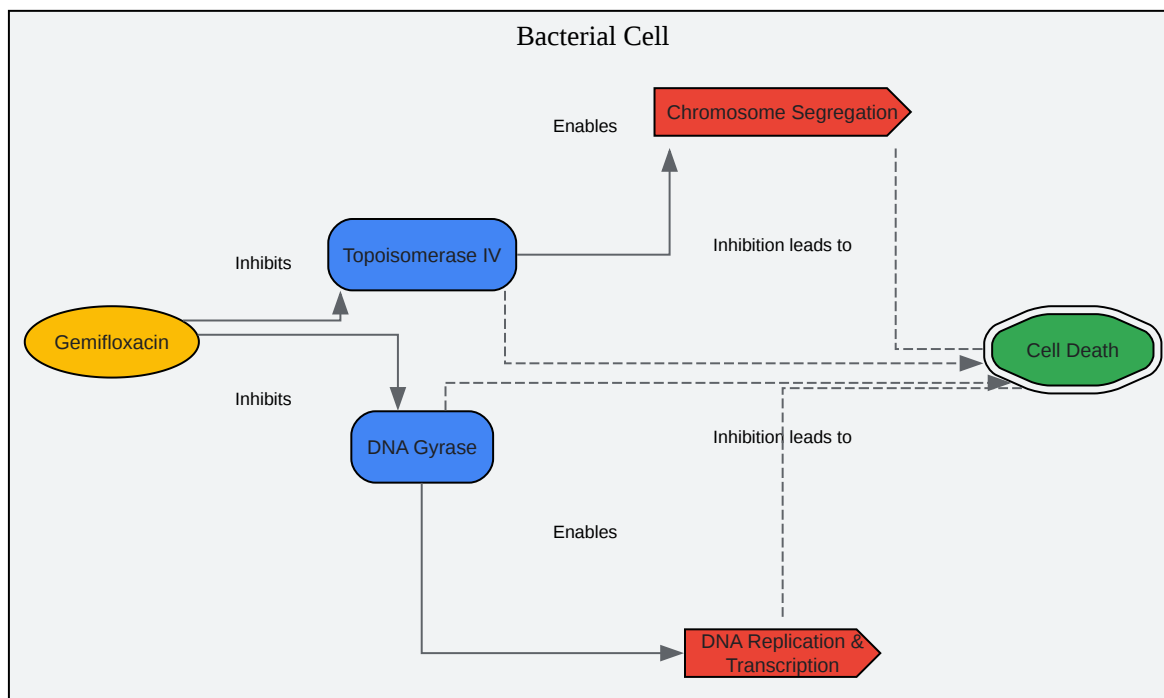 Bacterial Cell
Chromosome Segregation
Enables
Topoisomerase IV
Inhibition leads to
Inhibits
Gemifloxacin
Cell Death
Inhibits
DNA Gyrase
Inhibition leads to
Enables
DNA Replication &
Transcription